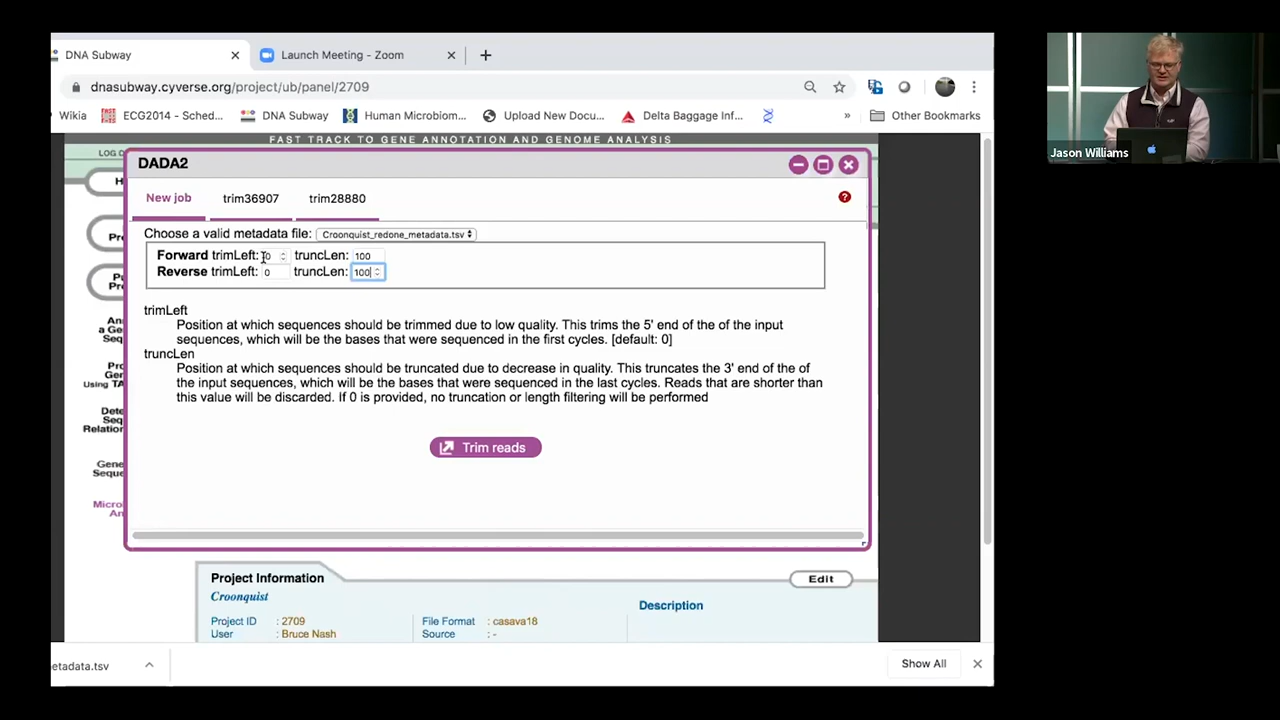 DNA Subway
Launch Meeting - Zoom
dnasubway.cyverse.org/project/ub/panel/2709
Wikia ECG2014 - Sched... DNA Subway Human Microbiom... Upload New Docu... Delta Baggage Inf... » Other Bookmarks
FAST TRACK TO GENE ANNOTATION AND GENOME ANALYSIS
LOG O
DADA2
New job trim36907 trim28880
Choose a valid metadata file: Croonquist_redone_metadata.tsv
Forward trimLeft: 0 truncLen: 100
Reverse trimLeft: 0 truncLen: 100
trimLeft
Position at which sequences should be trimmed due to low quality. This trims the 5' end of the of the input
sequences, which will be the bases that were sequenced in the first cycles. [default: 0]
truncLen
Position at which sequences should be truncated due to decrease in quality. This truncates the 3' end of the of
the input sequences, which will be the bases that were sequenced in the last cycles. Reads that are shorter than
this value will be discarded. If 0 is provided, no truncation or length filtering will be performed
Trim reads
Project Information
Edit
Croonquist
Description
Project ID : 2709 File Format : casava18
User : Bruce Nash Source : -
etadata.tsv
Show All
Jason Williams